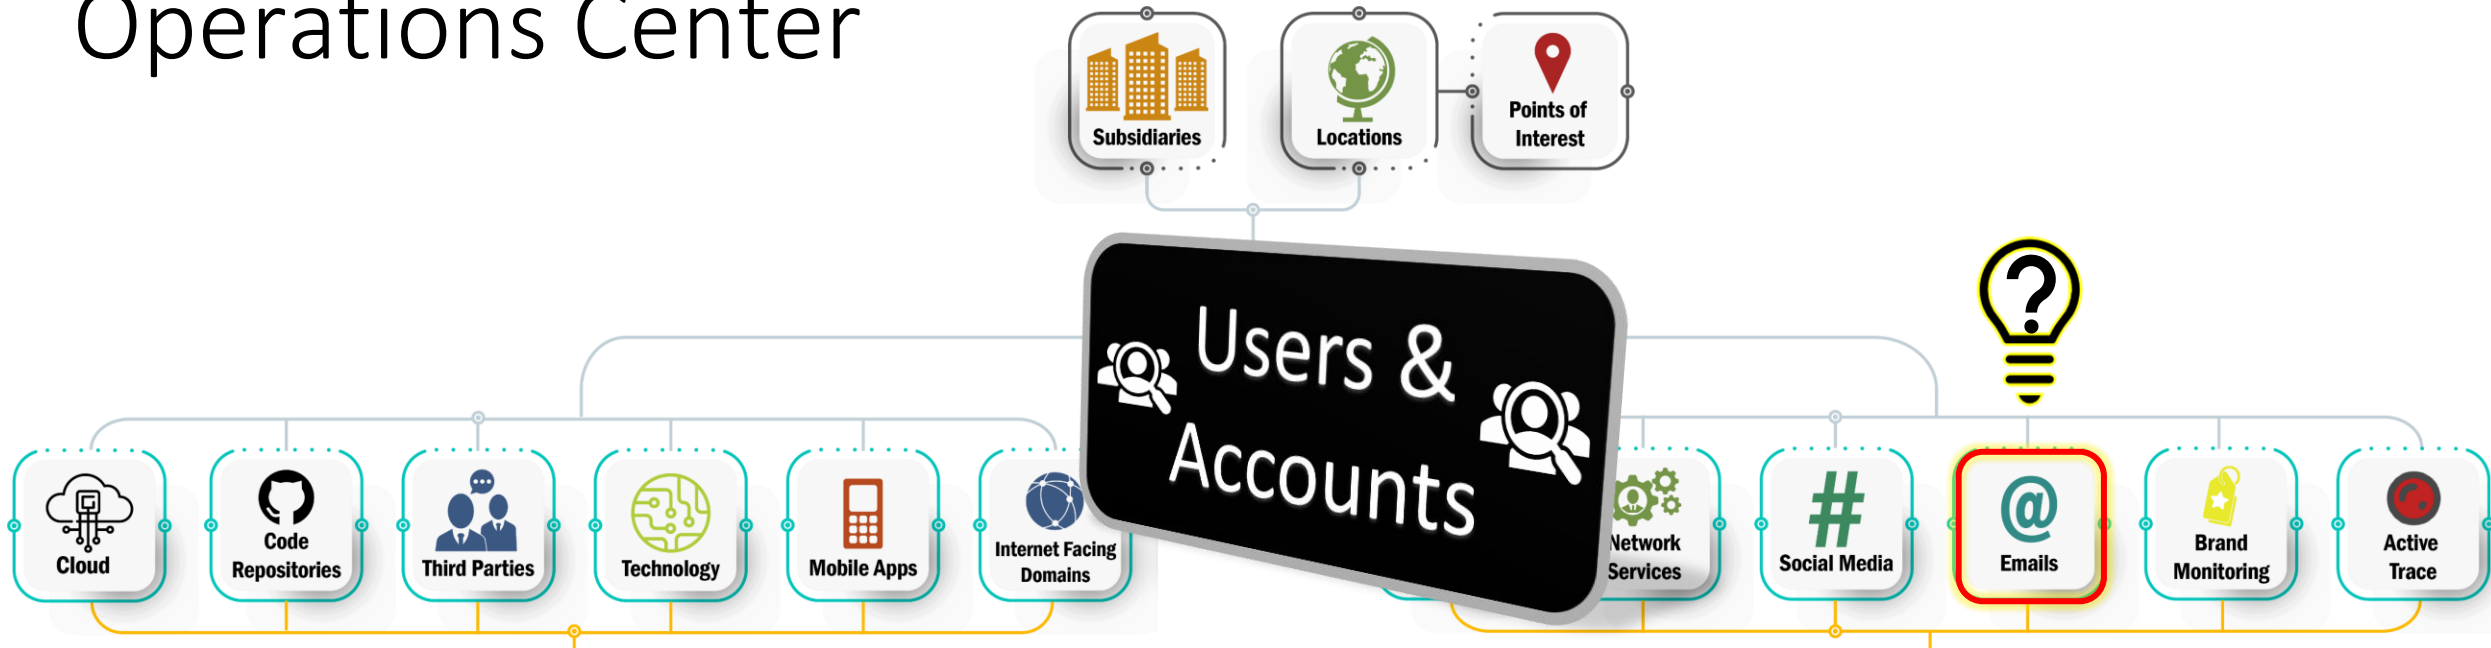 Operations Center
Subsidiaries
Locations
Points of
Interest
Users &
Accounts
?
Cloud
Code
Repositories
Third Parties
Technology
Mobile Apps
Internet Facing
Domains
Network
Services
#
Social Media
@
Emails
Brand
Monitoring
Active
Trace